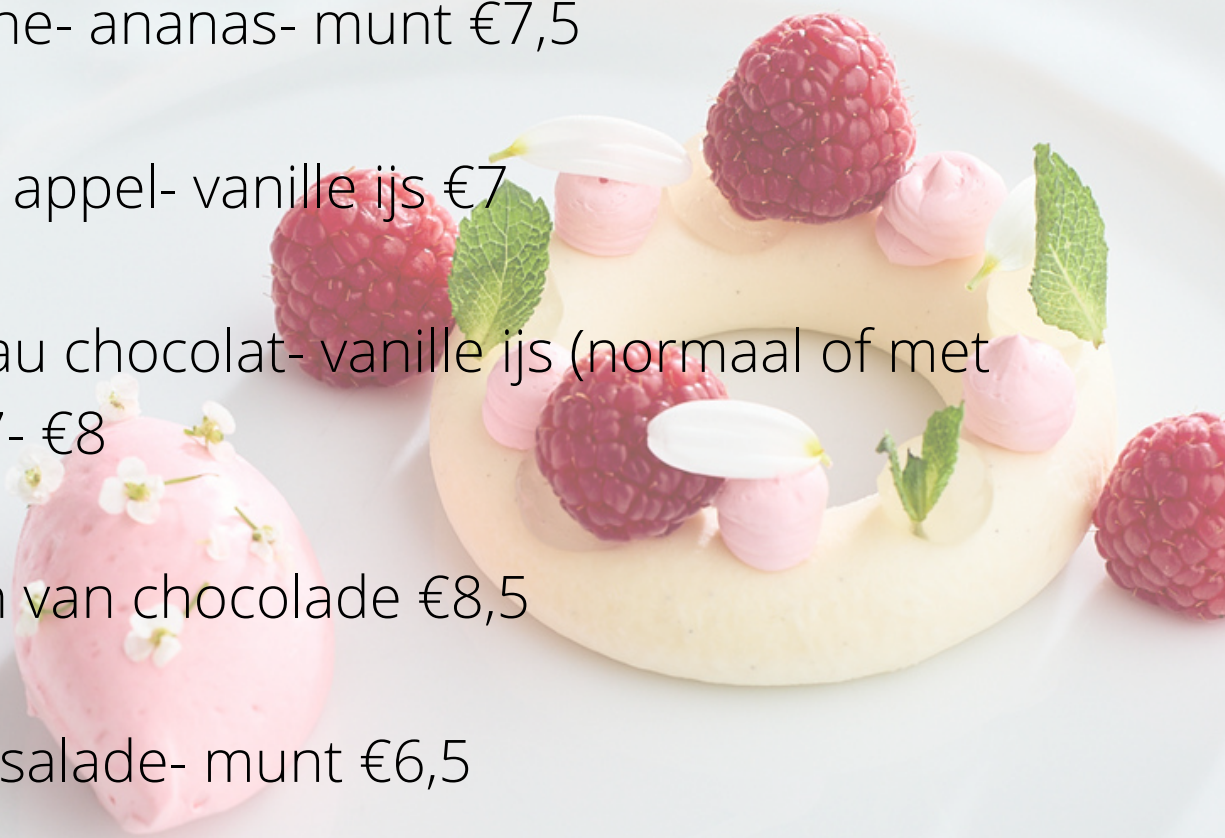 ne- ananas- munt €7,5
appel- vanille ijs €7
au chocolat- vanille ijs (normaal of met
- €8
van chocolade €8,5
salade- munt €6,5